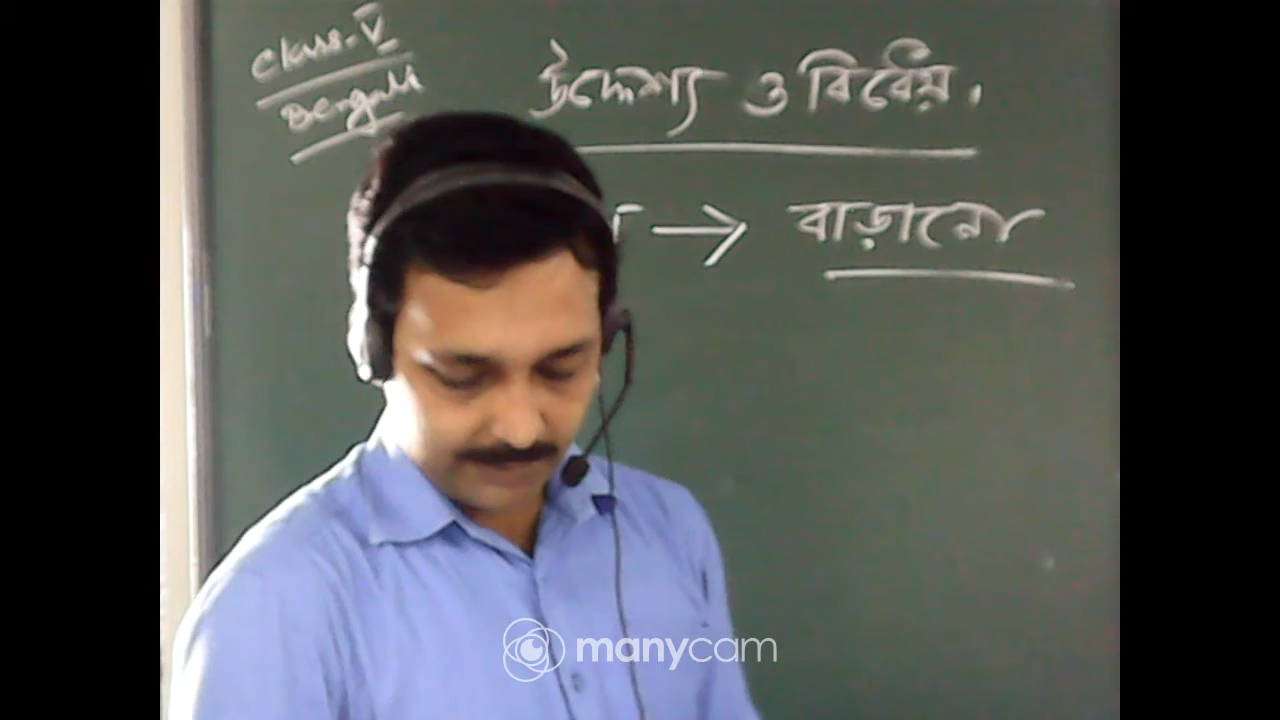 Class-V
Bengali
উদ্দেশ্য ও বিধেয়।
→ বাড়ানো
manycam